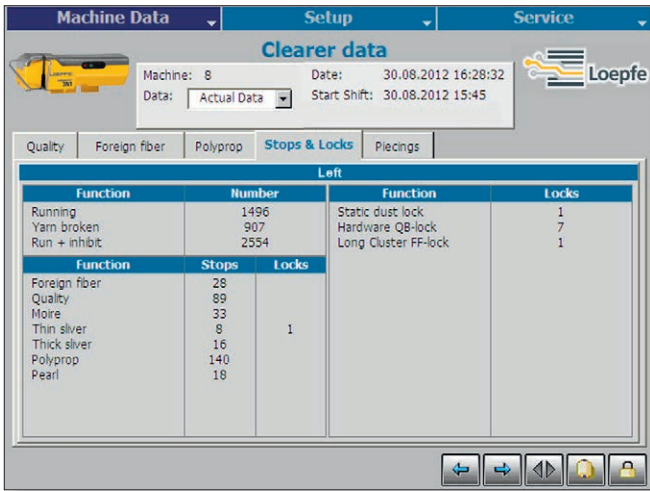 Machine Data Setup Service
Clearer data
Machine: 8 Date: 30.08.2012 16:28:32
Data: Actual Data Start Shift: 30.08.2012 15:45
Loepfe
Quality Foreign fiber Polyprop Stops & Locks Piecings
Left
Function Number
Running 1496
Yarn broken 907
Run + inhibit 2554
Function Stops Locks
Foreign fiber 28
Quality 89
Moire 33
Thin sliver 8 1
Thick sliver 16
Polyprop 140
Pearl 18
Function Locks
Static dust lock 1
Hardware QB-lock 7
Long Cluster FF-lock 1